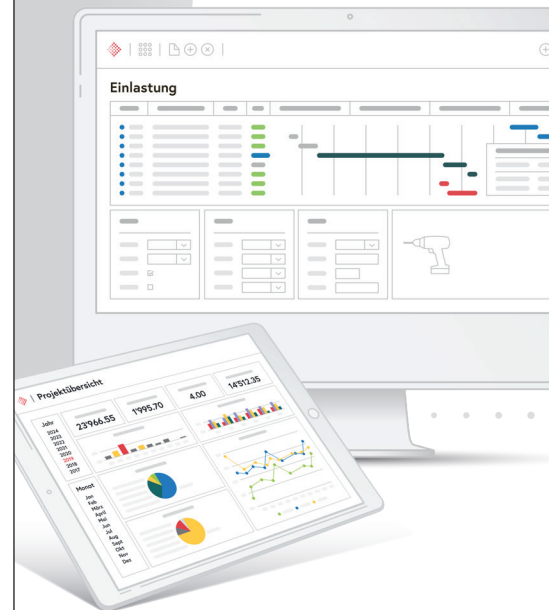 Einlastung
Projektübersicht
Jahr
2024
2023
2022
2021
2020
2019
2018
2017
23'966.55
1'995.70
4.00
14'512.35
Monat
Jan
Feb
März
April
Mai
Jun
Jul
Aug
Sept
Okt
Nov
Dez